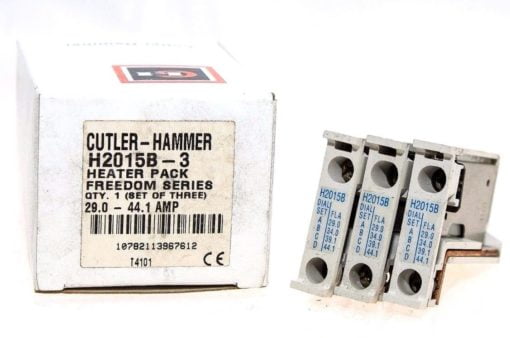 CUTLER-HAMMER
H2015B-3
HEATER PACK
FREEDOM SERIES
QTY. 1 (SET OF THREE)
29.0 - 44.1 AMP
10782113967612
T4101 CE
H2015B
DIAL SET FLA
A 29.0
B 34.0
C 39.1
D 44.1
H2015B
DIAL SET FLA
A 29.0
B 34.0
C 39.1
D 44.1
H2015B
DIAL SET FLA
A 29.0
B 34.0
C 39.1
D 44.1